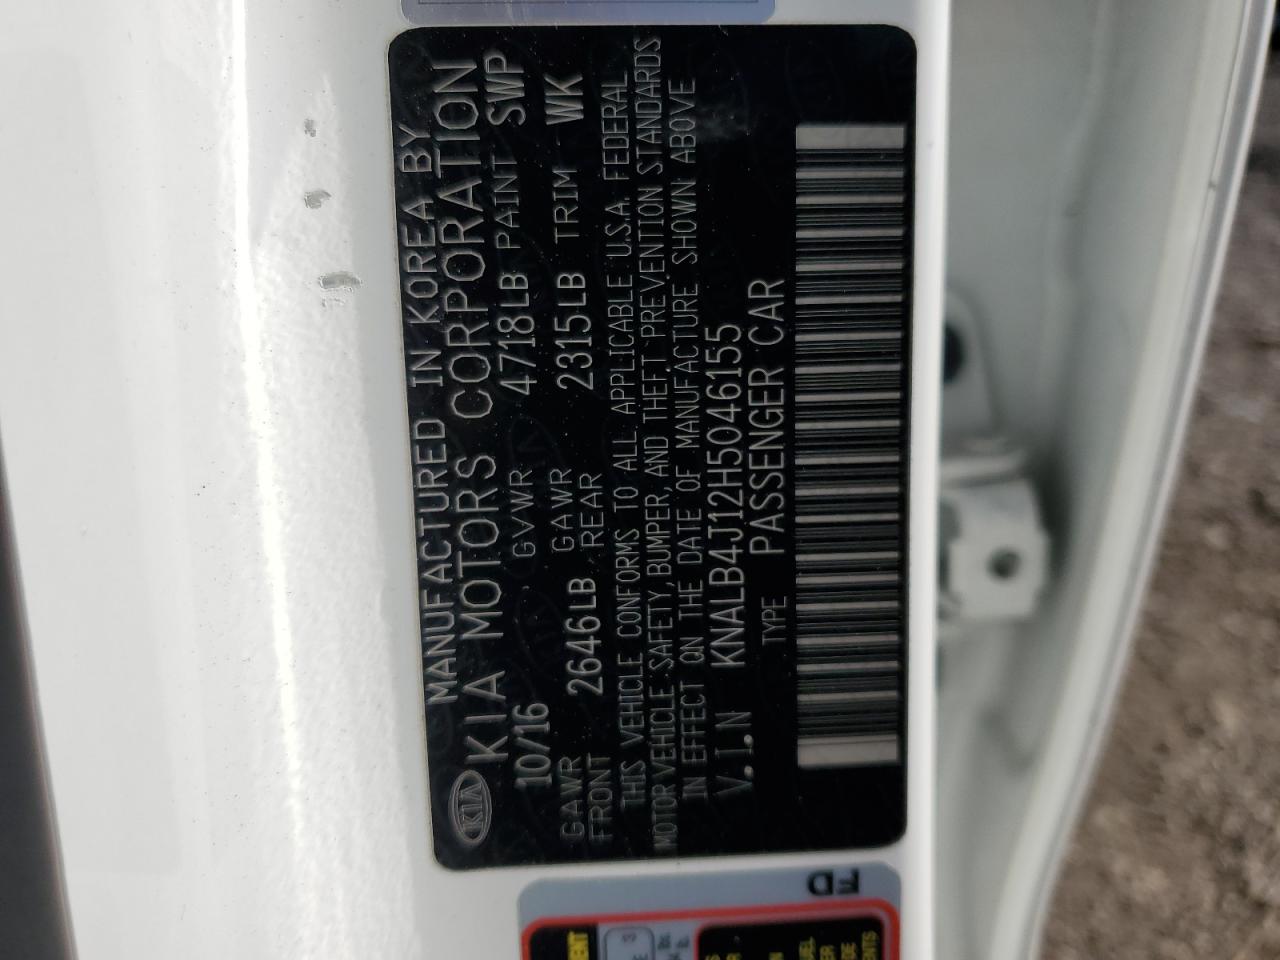 MANUFACTURED IN KOREA BY
KIA KIA MOTORS CORPORATION
10/16 GVWR 4718LB PAINT SWP
GAWR FRONT 2646LB GAWR REAR 2315LB TRIM WK
THIS VEHICLE CONFORMS TO ALL APPLICABLE U.S.A. FEDERAL
MOTOR VEHICLE SAFETY, BUMPER, AND THEFT PREVENTION STANDARDS
IN EFFECT ON THE DATE OF MANUFACTURE SHOWN ABOVE
V.I.N KNALB4J12H5046155
TYPE PASSENGER CAR
FD